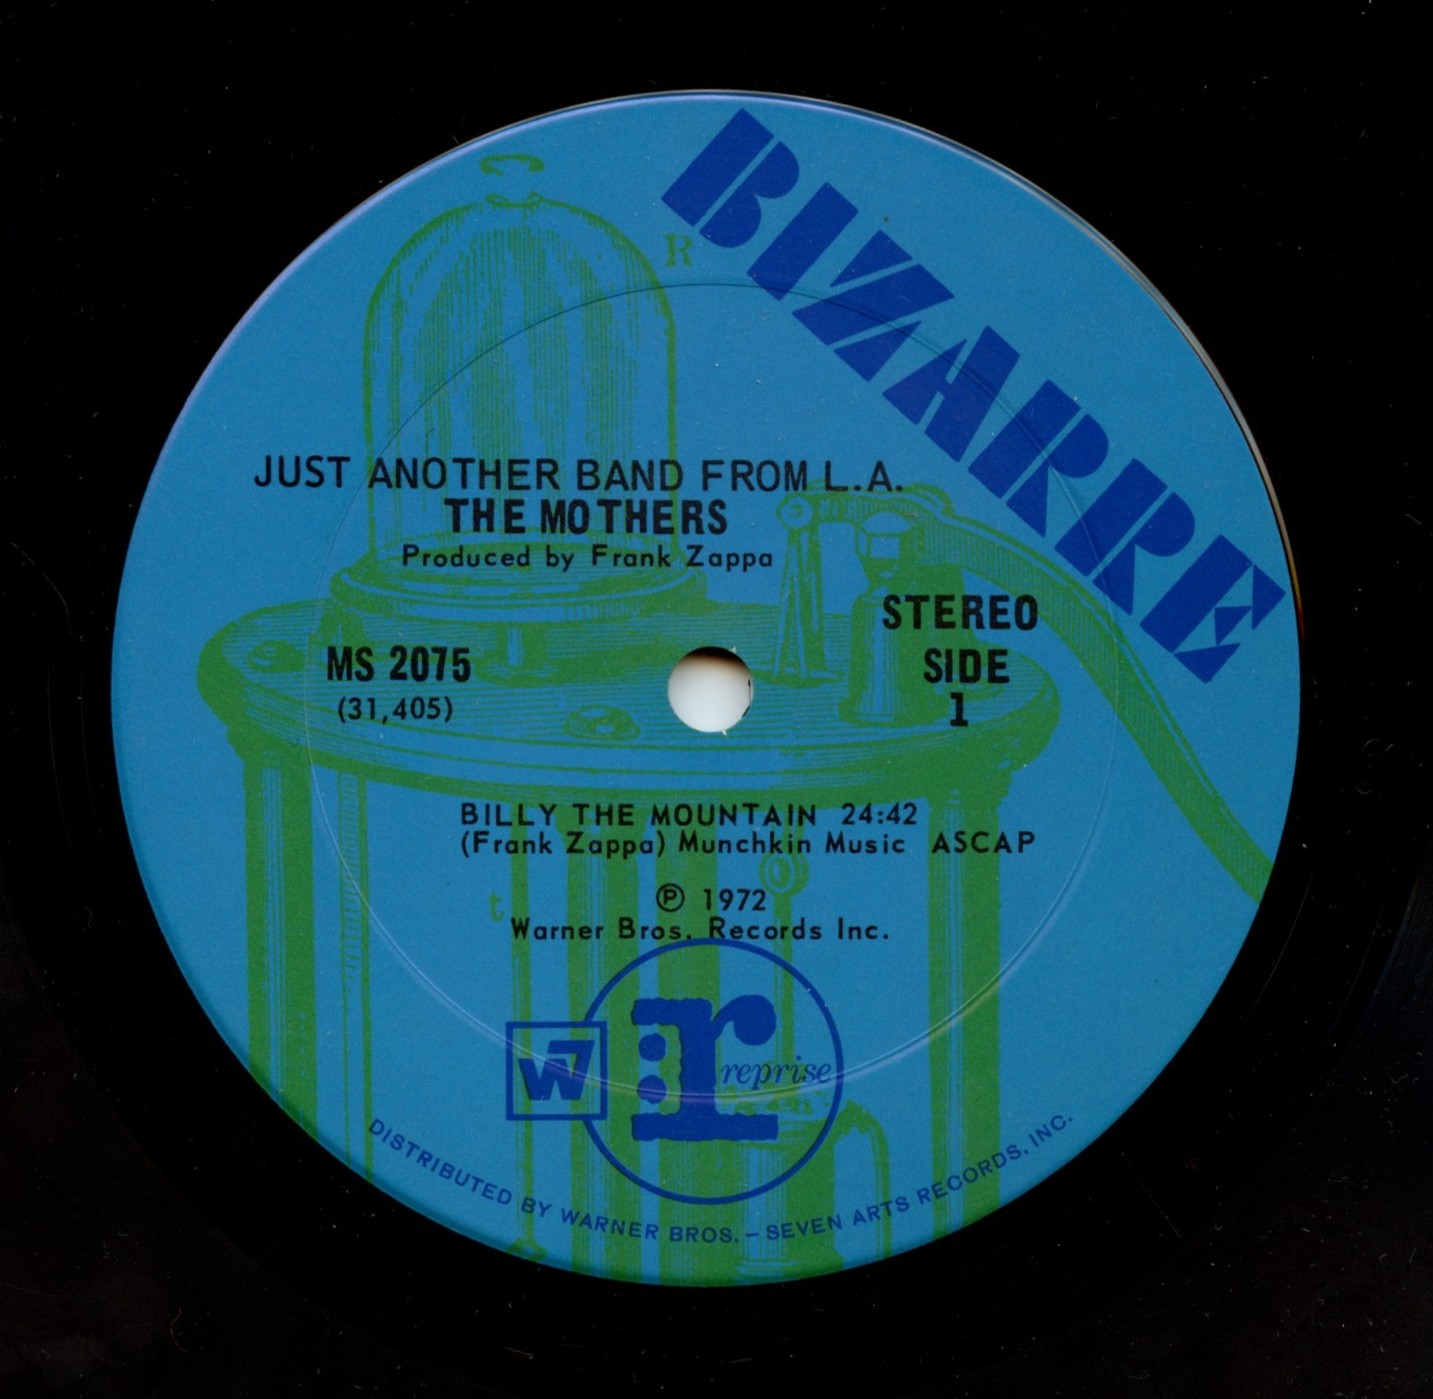 BIZARRE
R
JUST ANOTHER BAND FROM L.A.
THE MOTHERS
Produced by Frank Zappa
STEREO
SIDE
1
MS 2075
(31,405)
BILLY THE MOUNTAIN 24:42
(Frank Zappa) Munchkin Music ASCAP
t
℗ 1972
Warner Bros. Records Inc.
W7
r: reprise
DISTRIBUTED BY WARNER BROS. – SEVEN ARTS RECORDS, INC.